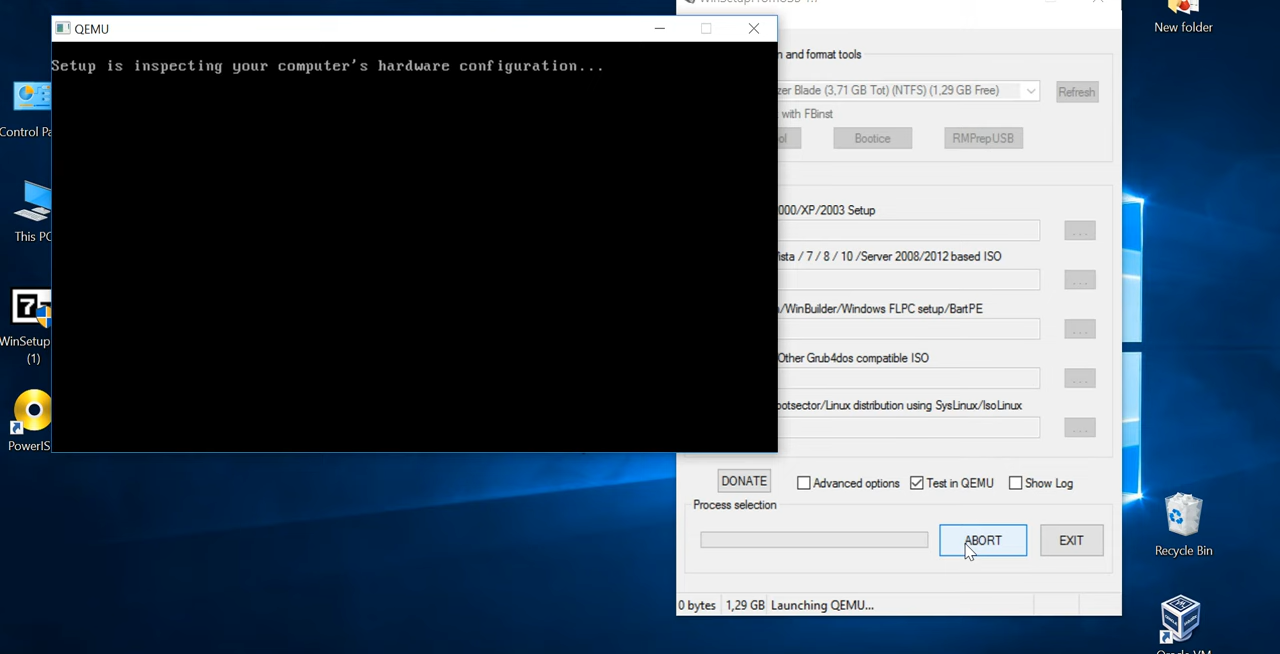 QEMU
Setup is inspecting your computer's hardware configuration...
n and format tools
zer Blade (3,71 GB Tot) (NTFS) (1,29 GB Free)
Refresh
with FBinst
ol
Bootice
RMPrepUSB
000/XP/2003 Setup
...
ista / 7 / 8 / 10 /Server 2008/2012 based ISO
...
/WinBuilder/Windows FLPC setup/BartPE
...
Other Grub4dos compatible ISO
...
ootsector/Linux distribution using SysLinux/IsoLinux
...
DONATE
Advanced options
Test in QEMU
Show Log
Process selection
ABORT
EXIT
0 bytes
1,29 GB
Launching QEMU...
Control Pa
This PC
7
WinSetup
(1)
PowerIS
New folder
Recycle Bin